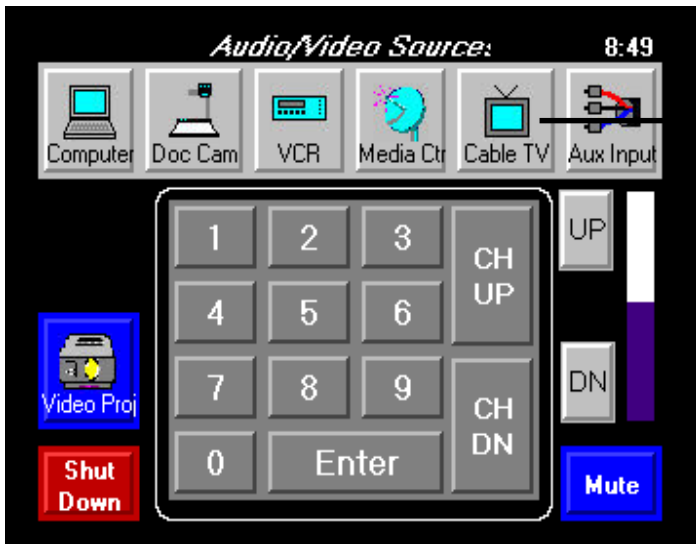 Audio/Video Source:
8:49
Computer
Doc Cam
VCR
Media Ctr
Cable TV
Aux Input
1
2
3
CH
UP
4
5
6
7
8
9
CH
DN
0
Enter
UP
DN
Video Proj
Shut
Down
Mute